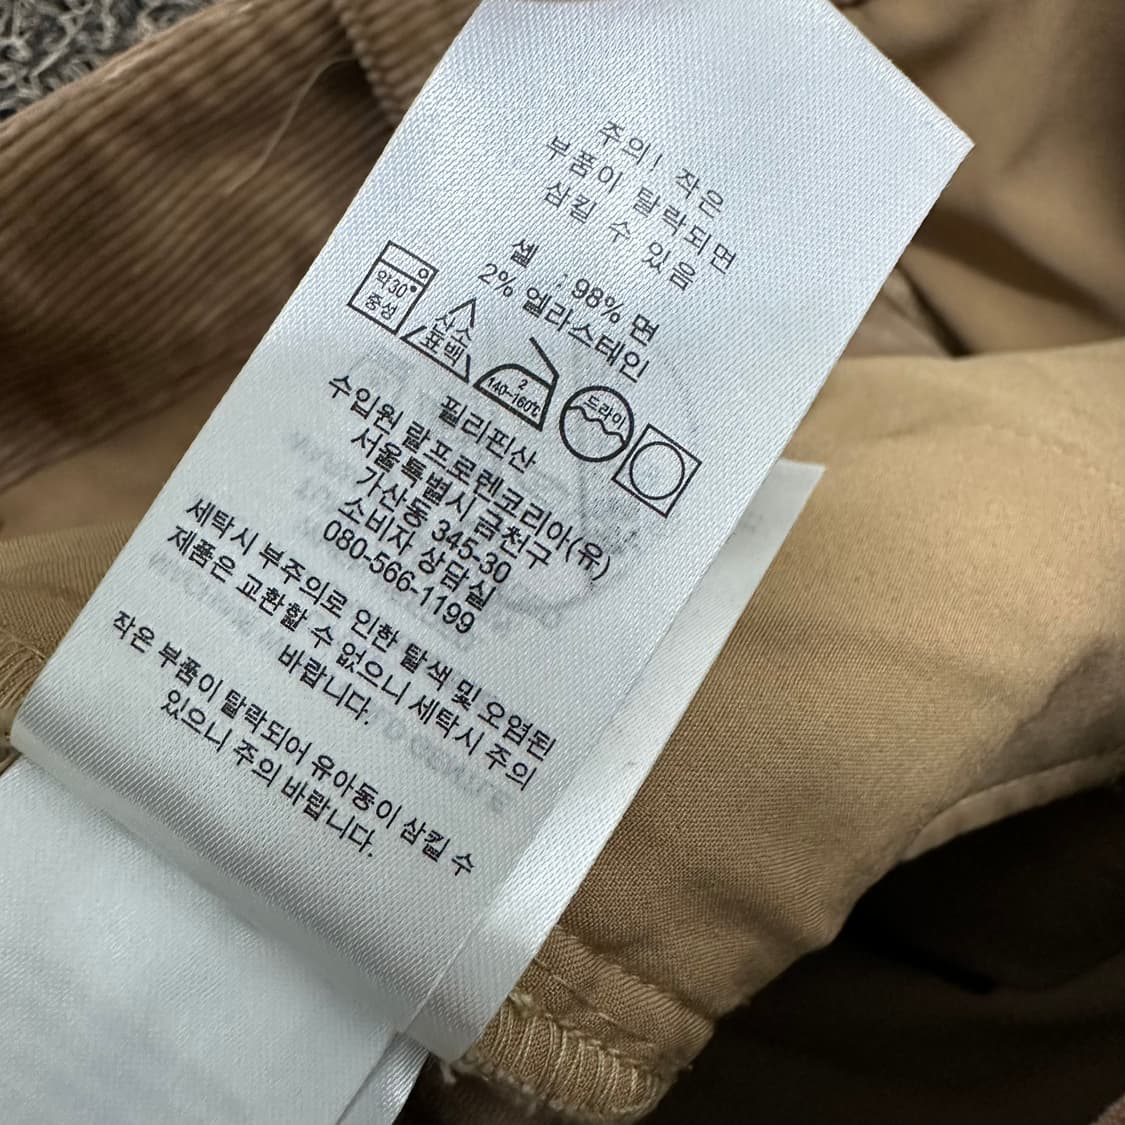 주의! 작은
부품이 탈락되면
삼킬 수 있음
쉘 : 98% 면
2% 엘라스테인
약30°
중성
산소
표백
2
140~160℃
드라이
필리핀산
수입원 랄프로렌코리아(유)
서울특별시 금천구
가산동 345-30
소비자 상담실
080-566-1199
세탁시 부주의로 인한 탈색 및 오염된
제품은 교환할 수 없으니 세탁시 주의
바랍니다.
작은 부품이 탈락되어 유아동이 삼킬 수
있으니 주의 바랍니다.